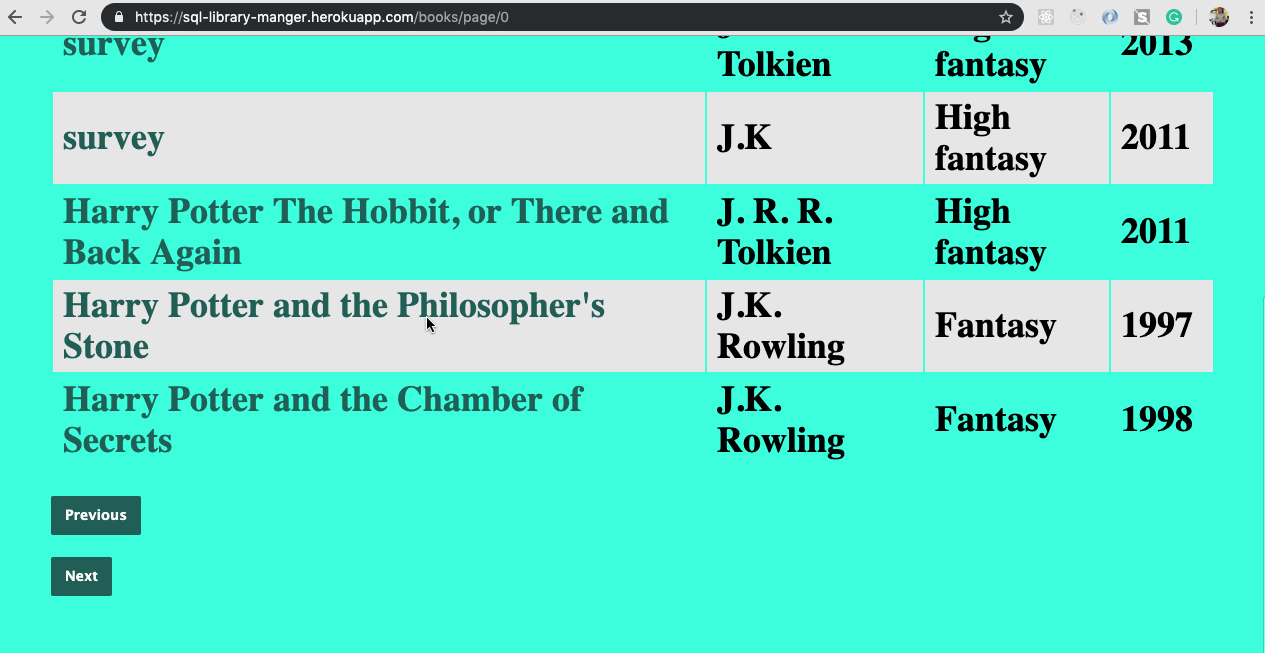 https://sql-library-manger.herokuapp.com/books/page/0
survey
Tolkien
fantasy
2013
survey
J.K
High
fantasy
2011
Harry Potter The Hobbit, or There and
Back Again
J. R. R.
Tolkien
High
fantasy
2011
Harry Potter and the Philosopher's
Stone
J.K.
Rowling
Fantasy
1997
Harry Potter and the Chamber of
Secrets
J.K.
Rowling
Fantasy
1998
Previous
Next